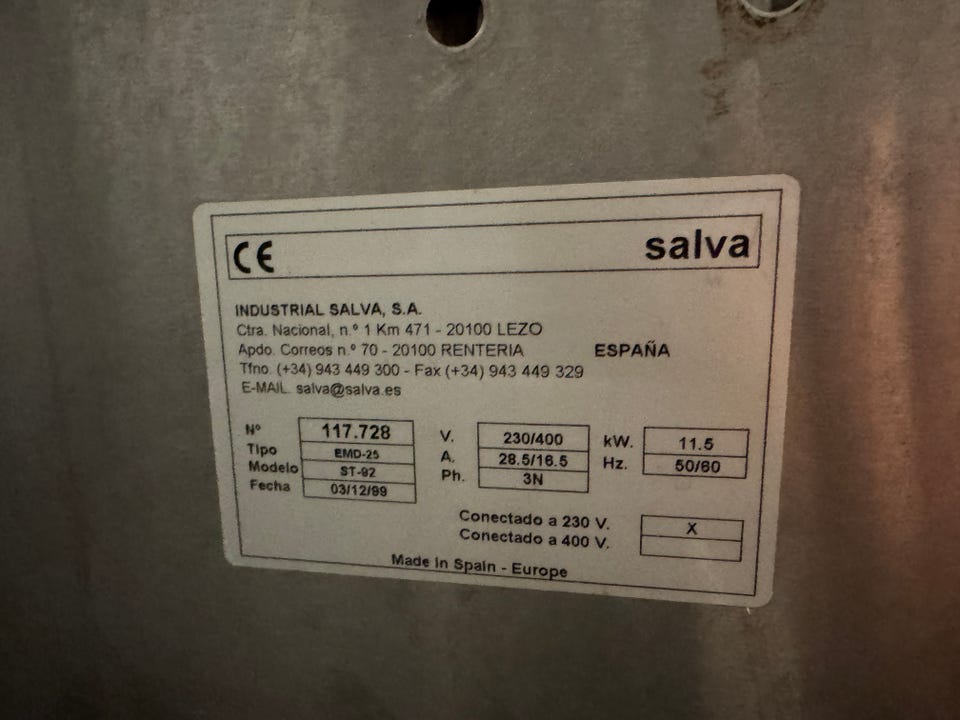 CE salva
INDUSTRIAL SALVA, S.A.
Ctra. Nacional, n.º 1 Km 471 - 20100 LEZO
Apdo. Correos n.º 70 - 20100 RENTERIA ESPAÑA
Tfno. (+34) 943 449 300 - Fax (+34) 943 449 329
E-MAIL. salva@salva.es
Nº 117.728 V. 230/400 kW. 11.5
Tipo EMD-25 A. 28.5/16.5 Hz. 50/60
Modelo ST-92 Ph. 3N
Fecha 03/12/99
Conectado a 230 V. X
Conectado a 400 V.
Made in Spain - Europe